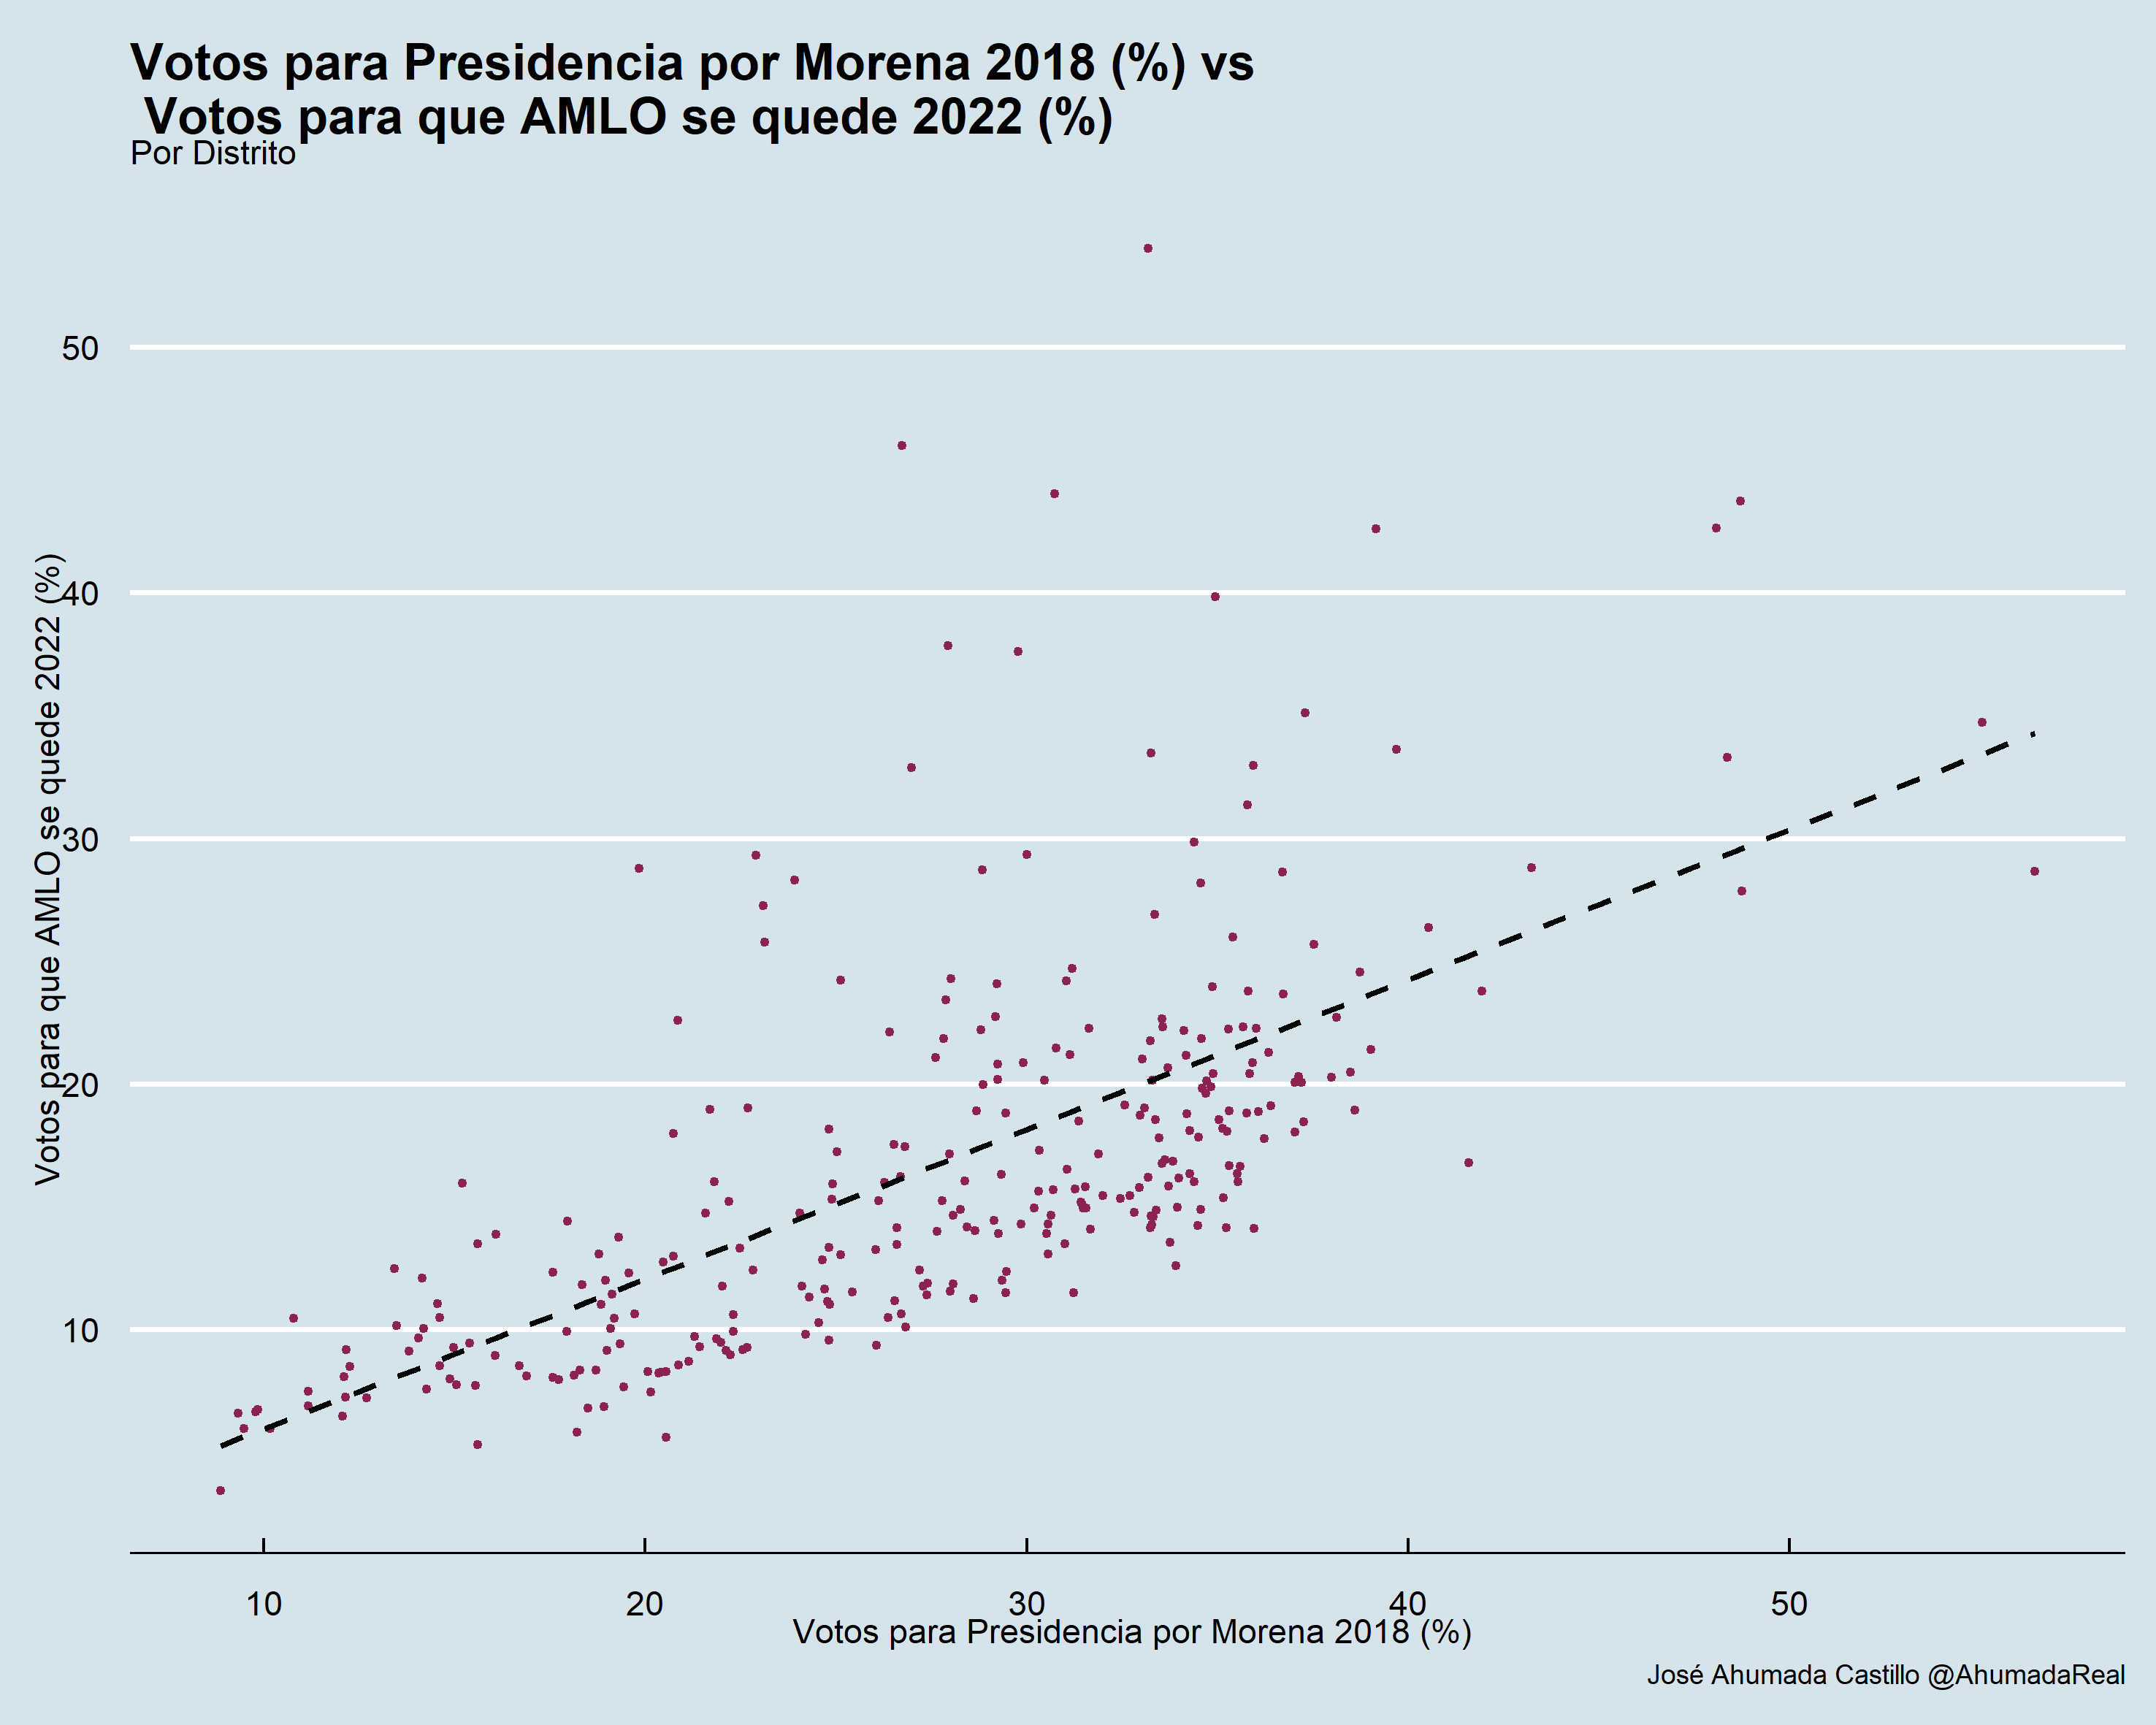 Votos para Presidencia por Morena 2018 (%) vs
Votos para que AMLO se quede 2022 (%)
Por Distrito
Votos para que AMLO se quede 2022 (%)
50
40
30
20
10
10 20 30 40 50
Votos para Presidencia por Morena 2018 (%)
José Ahumada Castillo @AhumadaReal